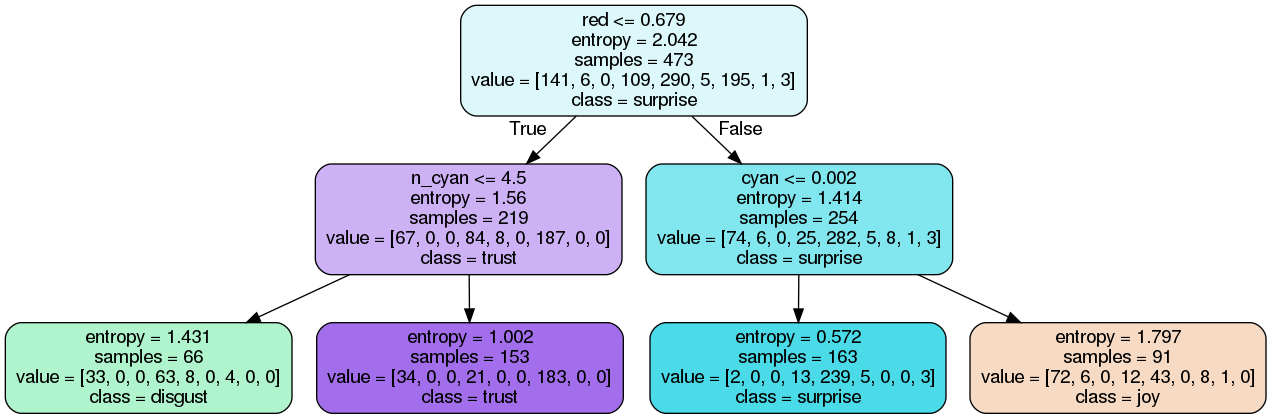 red <= 0.679
entropy = 2.042
samples = 473
value = [141, 6, 0, 109, 290, 5, 195, 1, 3]
class = surprise
True
False
n_cyan <= 4.5
entropy = 1.56
samples = 219
value = [67, 0, 0, 84, 8, 0, 187, 0, 0]
class = trust
cyan <= 0.002
entropy = 1.414
samples = 254
value = [74, 6, 0, 25, 282, 5, 8, 1, 3]
class = surprise
entropy = 1.431
samples = 66
value = [33, 0, 0, 63, 8, 0, 4, 0, 0]
class = disgust
entropy = 1.002
samples = 153
value = [34, 0, 0, 21, 0, 0, 183, 0, 0]
class = trust
entropy = 0.572
samples = 163
value = [2, 0, 0, 13, 239, 5, 0, 0, 3]
class = surprise
entropy = 1.797
samples = 91
value = [72, 6, 0, 12, 43, 0, 8, 1, 0]
class = joy